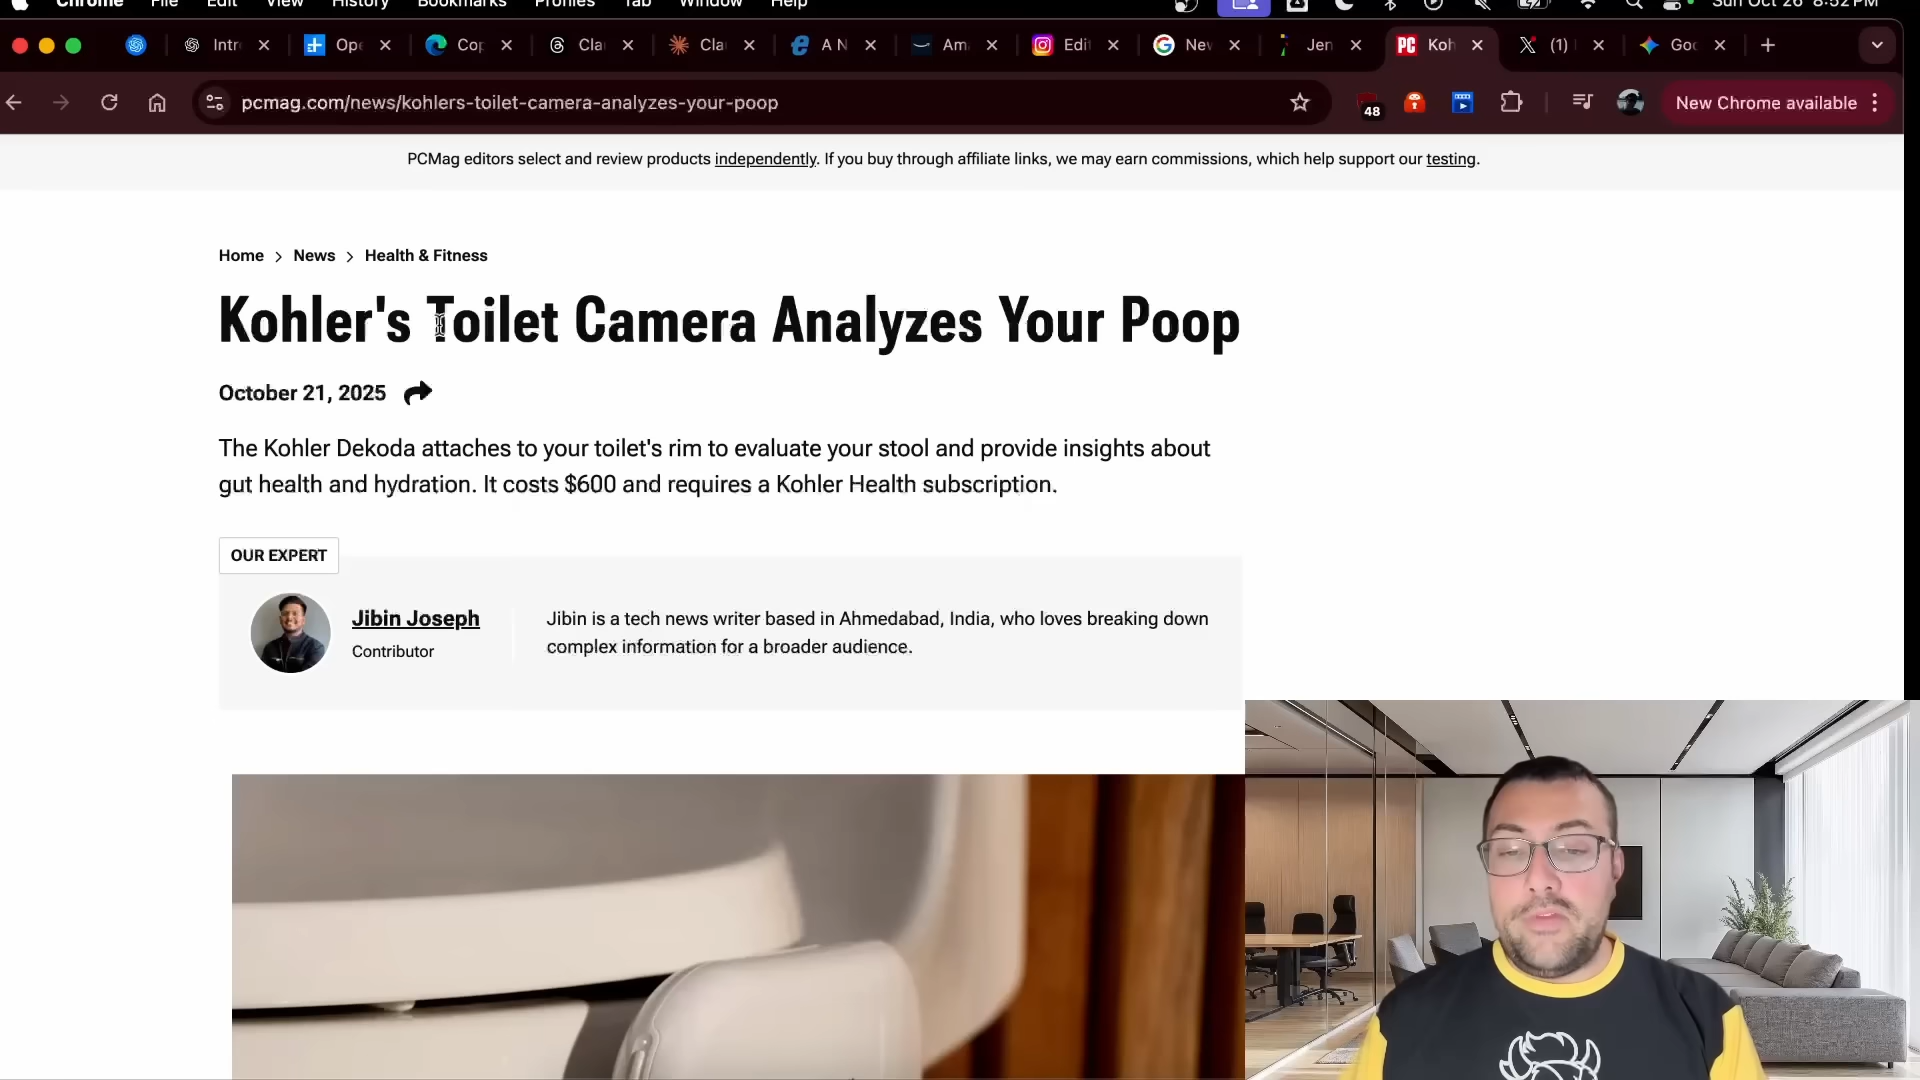 Chrome File Edit View History Bookmarks Profiles Tab Window Help Sun Oct 26 8:52 PM
Intr Ope Cop Cla Cla A N Am Edit Nev Jen Koh (1) Goo
pcmag.com/news/kohlers-toilet-camera-analyzes-your-poop 48 New Chrome available
PCMag editors select and review products independently. If you buy through affiliate links, we may earn commissions, which help support our testing.
Home > News > Health & Fitness
Kohler's Toilet Camera Analyzes Your Poop
October 21, 2025
The Kohler Dekoda attaches to your toilet's rim to evaluate your stool and provide insights about
gut health and hydration. It costs $600 and requires a Kohler Health subscription.
OUR EXPERT
Jibin Joseph
Contributor
Jibin is a tech news writer based in Ahmedabad, India, who loves breaking down
complex information for a broader audience.